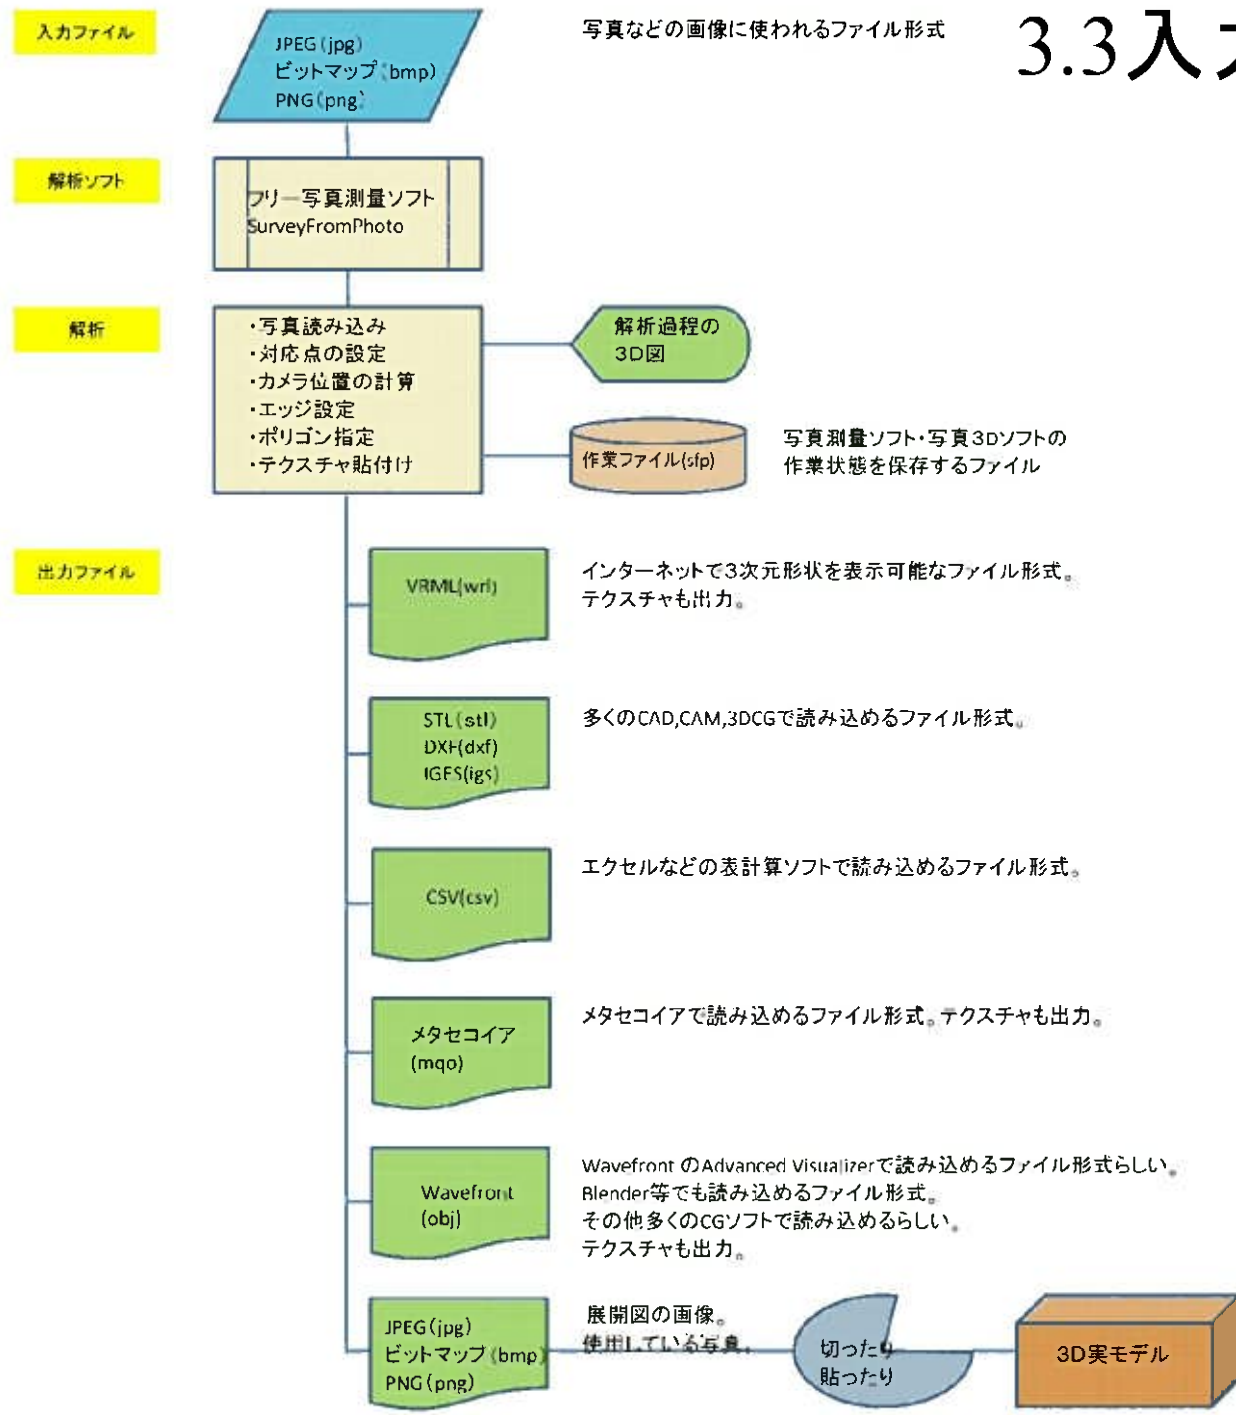 入力ファイル
JPEG(jpg)
ビットマップ(bmp)
PNG(png)
写真などの画像に使われるファイル形式
3.3入
解析ソフト
フリー写真測量ソフト
SurveyFromPhoto
解析
・写真読み込み
・対応点の設定
・カメラ位置の計算
・エッジ設定
・ポリゴン指定
・テクスチャ貼付け
解析過程の
3D図
作業ファイル(sfp)
写真測量ソフト・写真3Dソフトの
作業状態を保存するファイル
出力ファイル
VRML(wrl)
インターネットで3次元形状を表示可能なファイル形式。
テクスチャも出力。
STL(stl)
DXF(dxf)
IGES(igs)
多くのCAD,CAM,3DCGで読み込めるファイル形式。
CSV(csv)
エクセルなどの表計算ソフトで読み込めるファイル形式。
メタセコイア
(mqo)
メタセコイアで読み込めるファイル形式。テクスチャも出力。
Wavefront
(obj)
Wavefront のAdvanced Visualizerで読み込めるファイル形式らしい。
Blender等でも読み込めるファイル形式。
その他多くのCGソフトで読み込めるらしい。
テクスチャも出力。
JPEG(jpg)
ビットマップ(bmp)
PNG(png)
展開図の画像。
使用している写真。
切ったり
貼ったり
3D実モデル